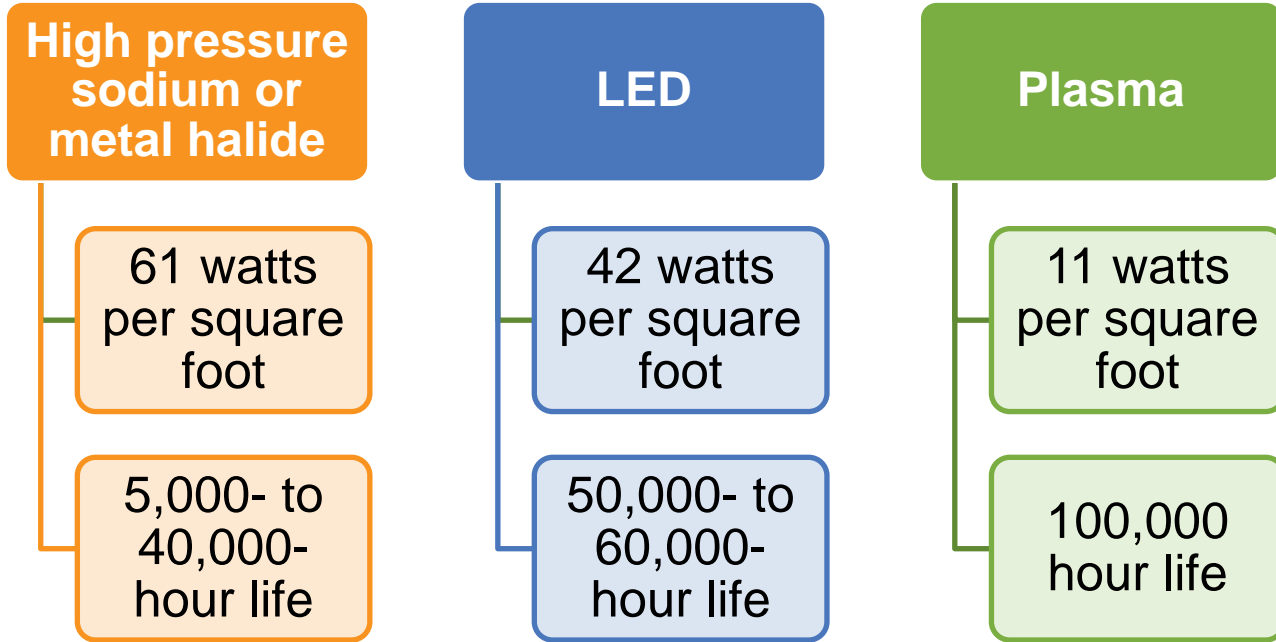 High pressure
sodium or
metal halide
61 watts
per square
foot
5,000- to
40,000-
hour life
LED
42 watts
per square
foot
50,000- to
60,000-
hour life
Plasma
11 watts
per square
foot
100,000
hour life